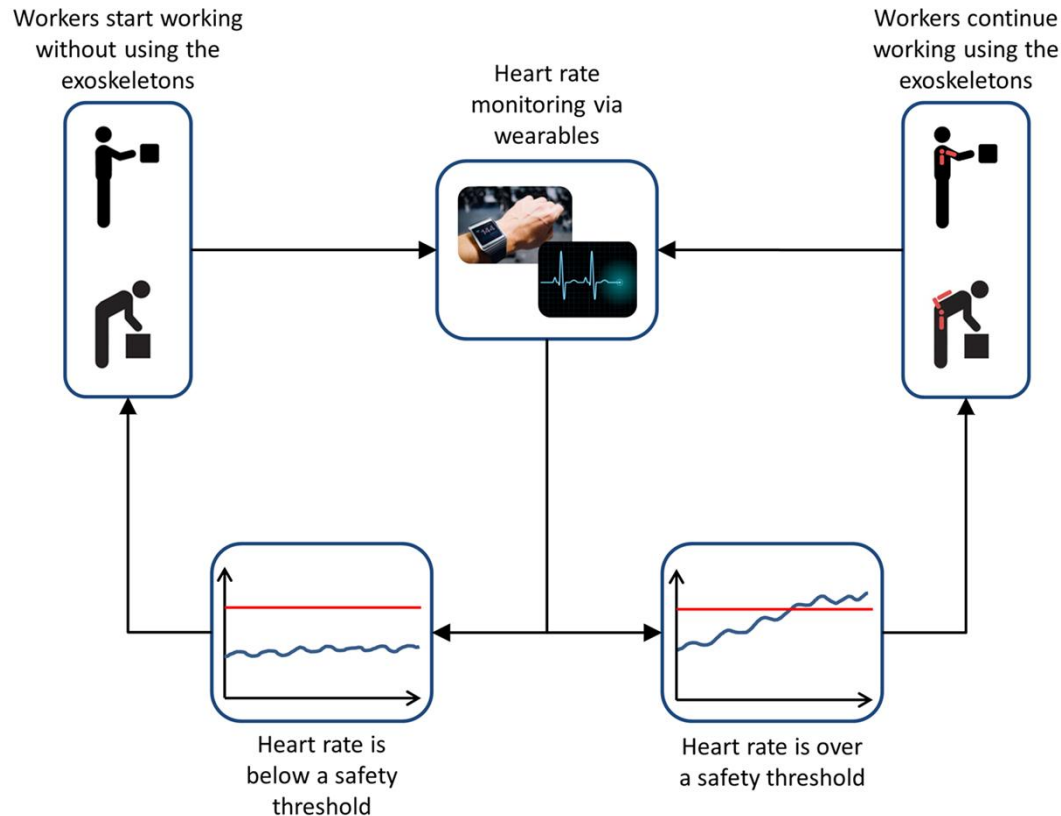 Workers start working
without using the
exoskeletons
Heart rate
monitoring via
wearables
Workers continue
working using the
exoskeletons
144
Heart rate is
below a safety
threshold
Heart rate is over
a safety threshold